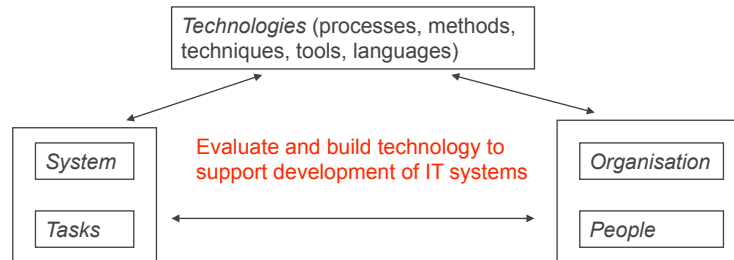 Technologies (processes, methods,
techniques, tools, languages)
Evaluate and build technology to
support development of IT systems
System
Tasks
Organisation
People